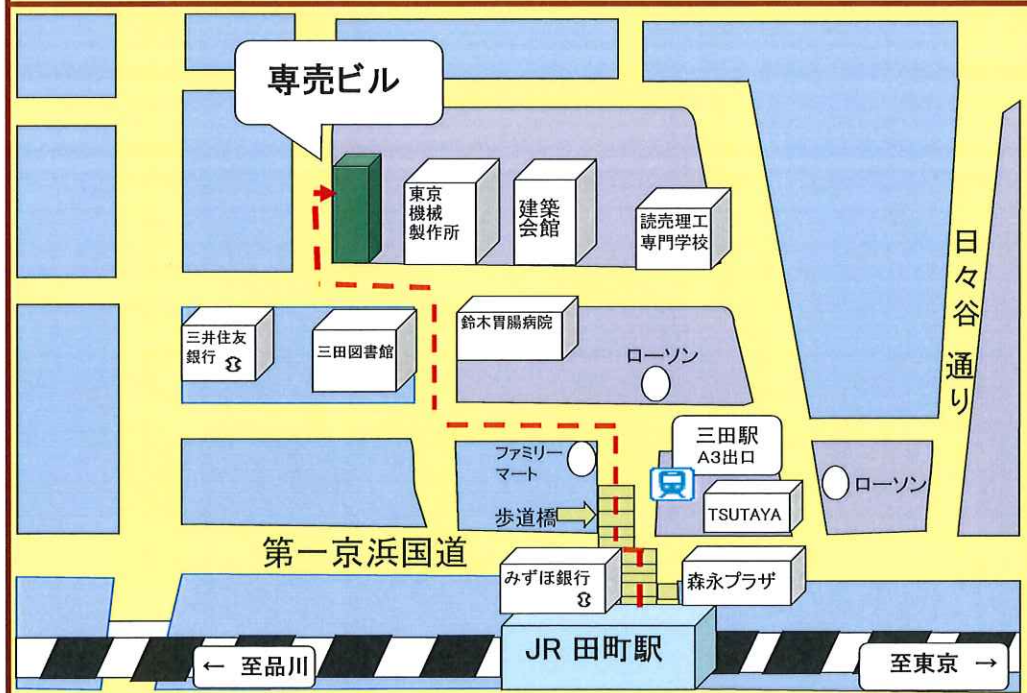 専売ビル
東京
機械
製作所
建築
会館
読売理工
専門学校
日々谷 通り
三井住友
銀行
三田図書館
鈴木胃腸病院
ローソン
三田駅
A3出口
ファミリー
マート
ローソン
TSUTAYA
歩道橋
第一京浜国道
みずほ銀行
森永プラザ
JR 田町駅
← 至品川
至東京 →